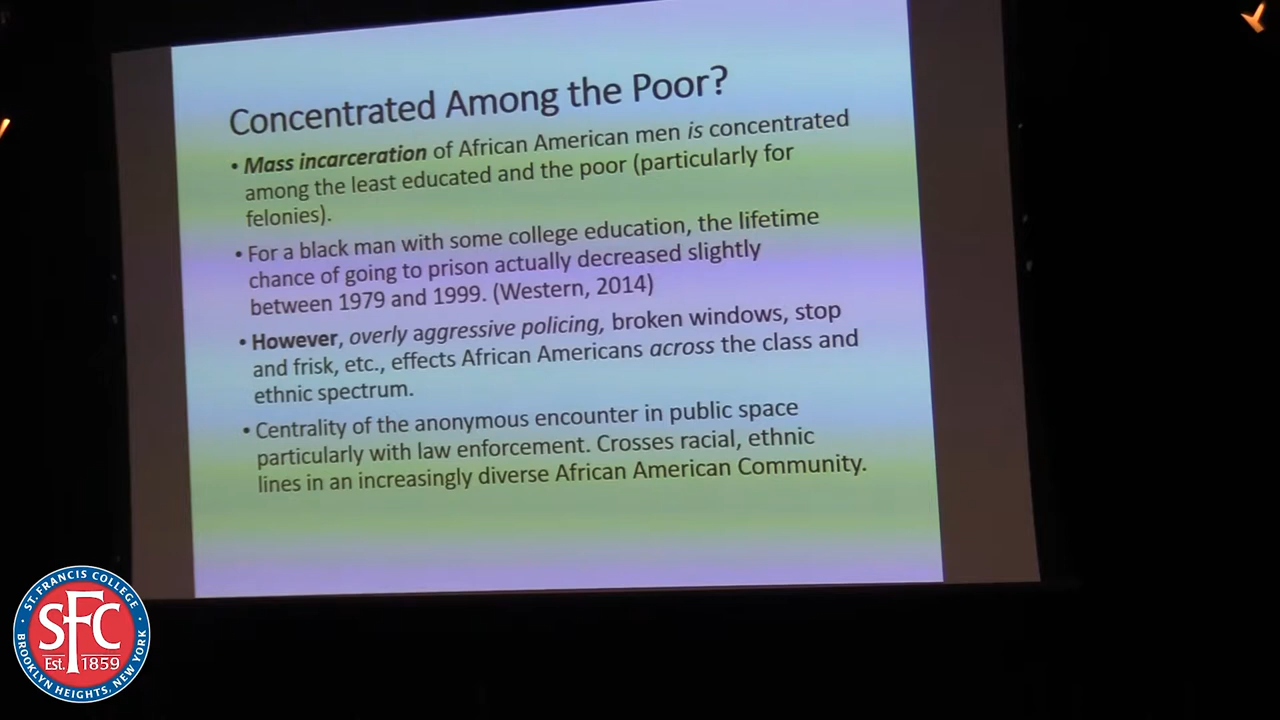 Concentrated Among the Poor?
• Mass incarceration of African American men is concentrated
among the least educated and the poor (particularly for
felonies).
• For a black man with some college education, the lifetime
chance of going to prison actually decreased slightly
between 1979 and 1999. (Western, 2014)
• However, overly aggressive policing, broken windows, stop
and frisk, etc., effects African Americans across the class and
ethnic spectrum.
• Centrality of the anonymous encounter in public space
particularly with law enforcement. Crosses racial, ethnic
lines in an increasingly diverse African American Community.
ST. FRANCIS COLLEGE
SFC
Est. 1859
BROOKLYN HEIGHTS, NEW YORK